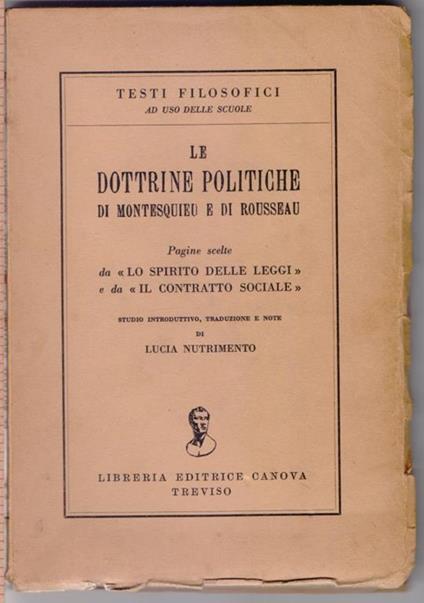 TESTI FILOSOFICI
AD USO DELLE SCUOLE
LE
DOTTRINE POLITICHE
DI MONTESQUIEU E DI ROUSSEAU
Pagine scelte
da « LO SPIRITO DELLE LEGGI »
e da « IL CONTRATTO SOCIALE »
STUDIO INTRODUTTIVO, TRADUZIONE E NOTE
DI
LUCIA NUTRIMENTO
LIBRERIA EDITRICE CANOVA
TREVISO